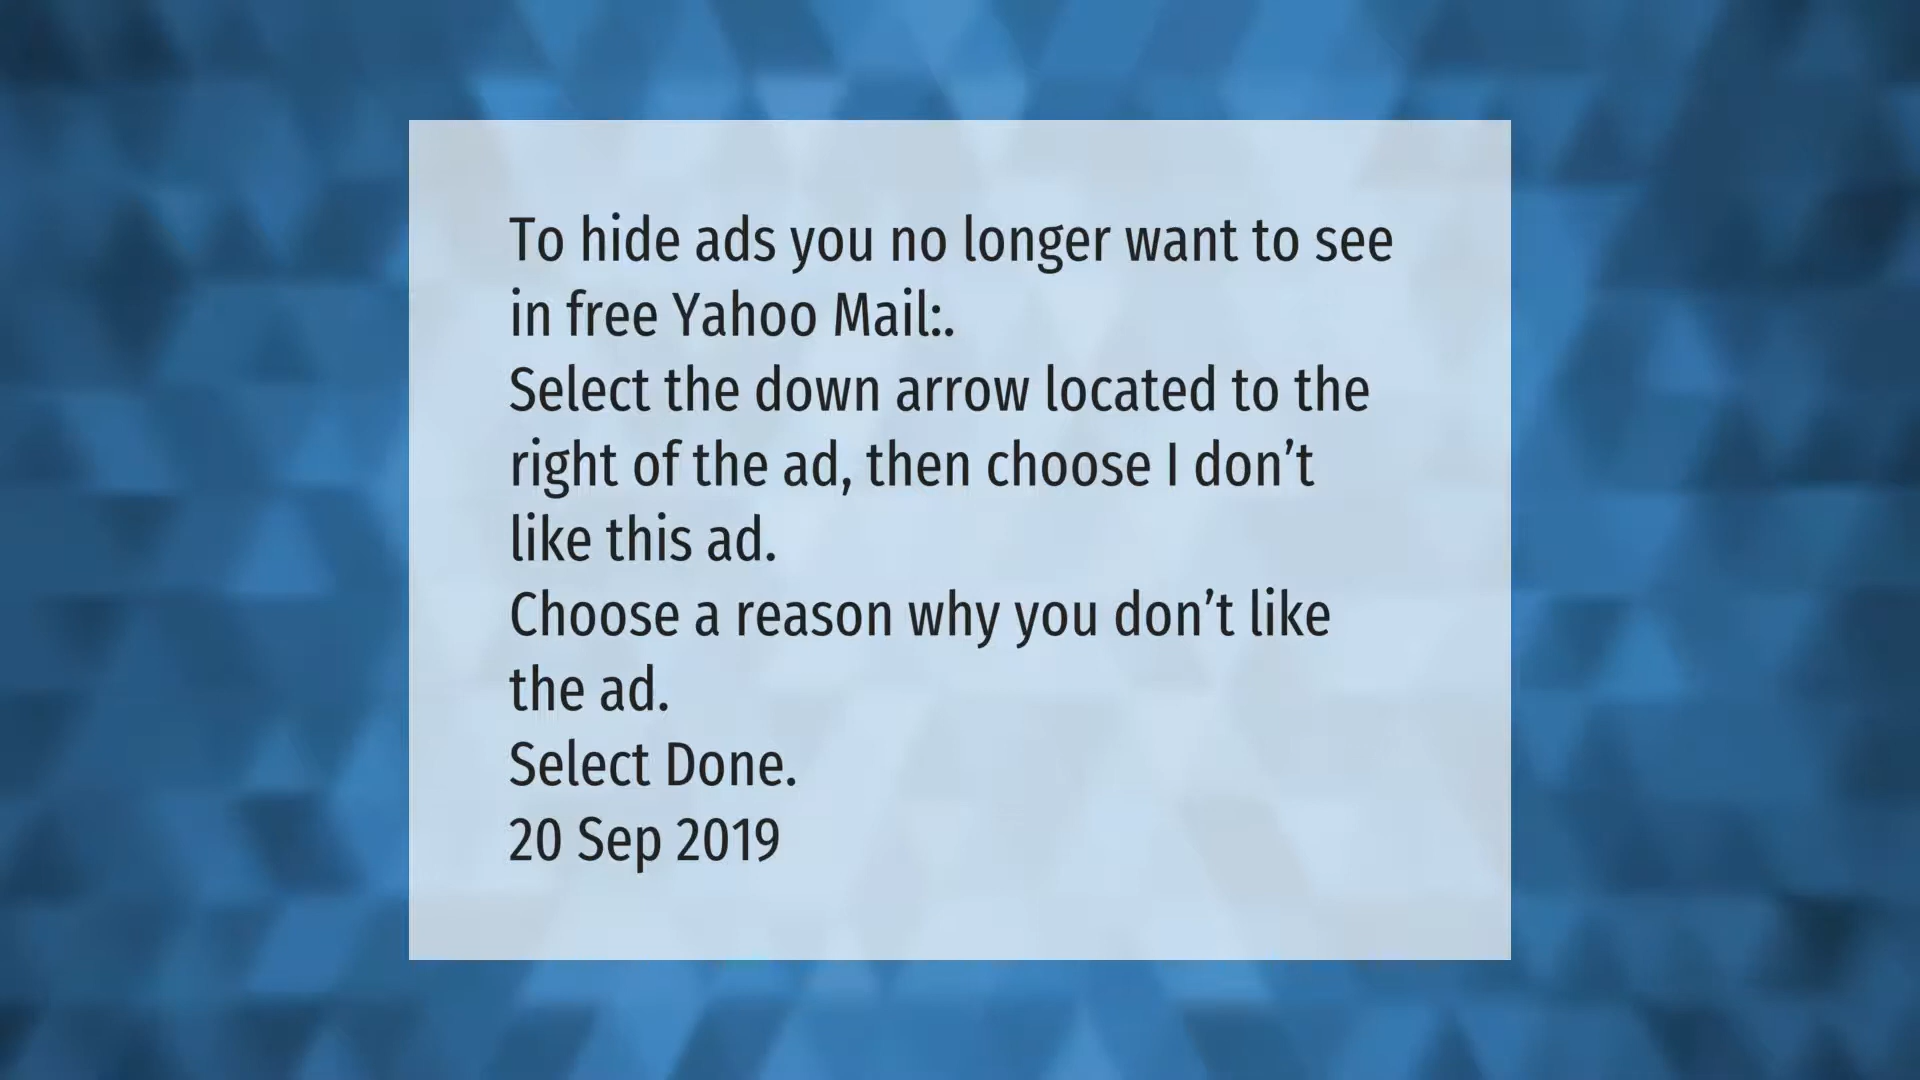 To hide ads you no longer want to see
in free Yahoo Mail:.
Select the down arrow located to the
right of the ad, then choose I don’t
like this ad.
Choose a reason why you don’t like
the ad.
Select Done.
20 Sep 2019